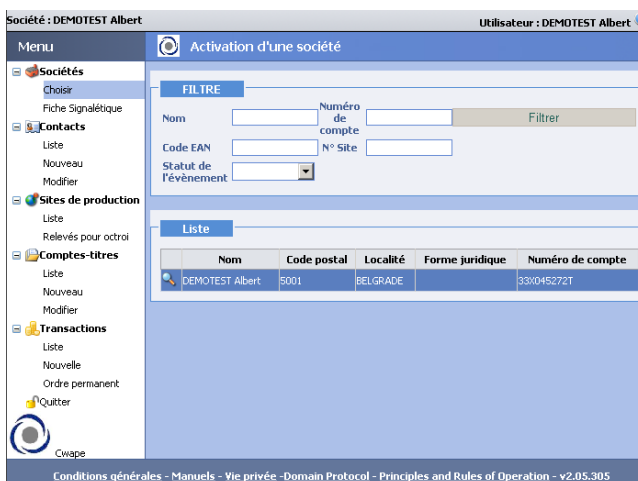 Société : DEMOTEST Albert
Utilisateur : DEMOTEST Albert
Menu
Activation d'une société
Sociétés
Choisir
Fiche Signalétique
Contacts
Liste
Nouveau
Modifier
Sites de production
Liste
Relevés pour octroi
Comptes-titres
Liste
Nouveau
Modifier
Transactions
Liste
Nouvelle
Ordre permanent
Quitter
Cwape
FILTRE
Nom
Numéro
de
compte
Filtrer
Code EAN
N° Site
Statut de
l'évènement
Liste
Nom Code postal Localité Forme juridique Numéro de compte
DEMOTEST Albert 5001 BELGRADE 33X045272T
Conditions générales - Manuels - Vie privée -Domain Protocol - Principles and Rules of Operation - v2.05.305